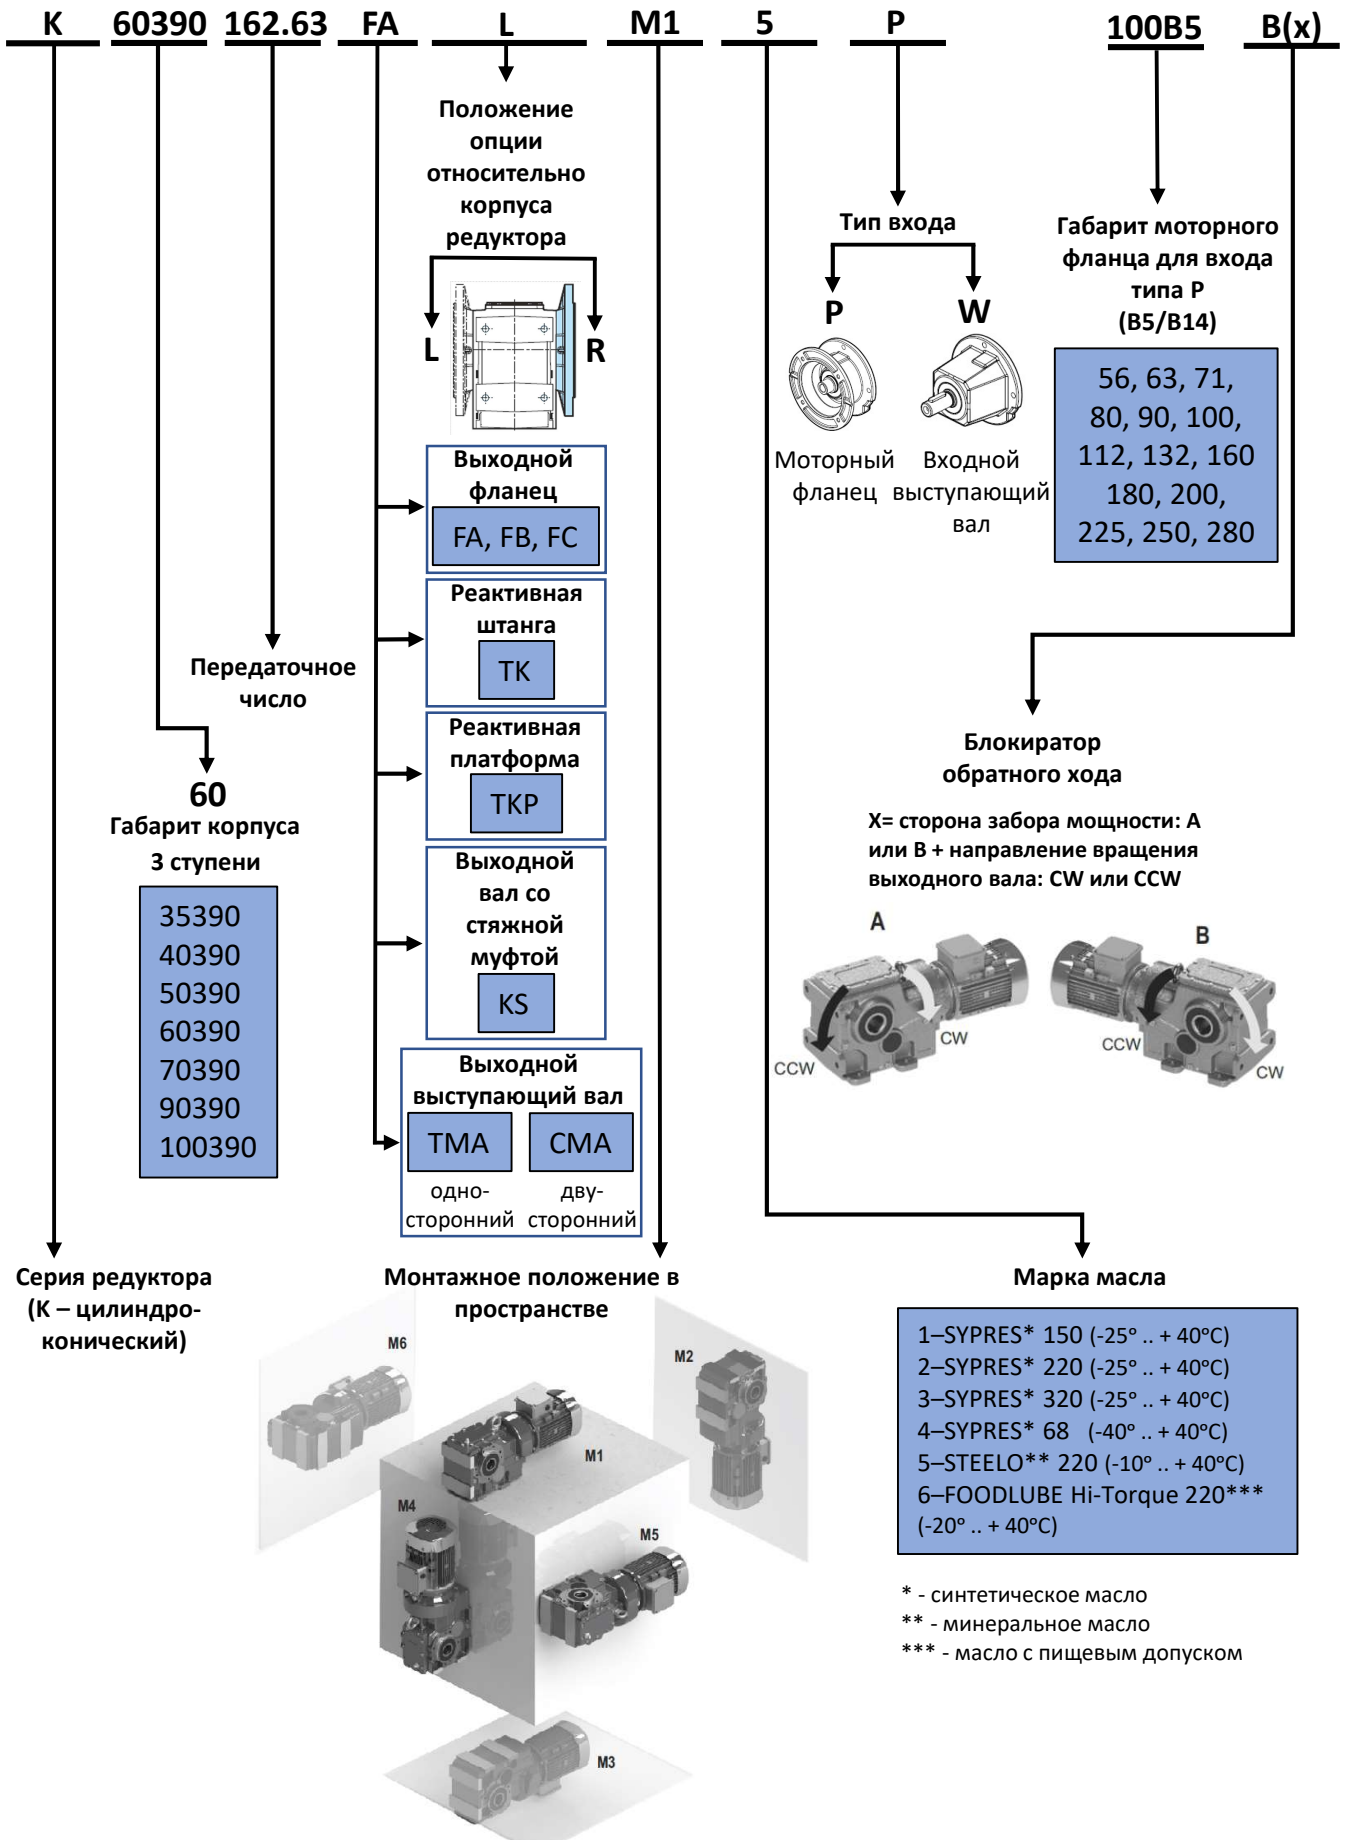 K 60390 162.63 FA L M1 5 P 100B5 B(x)
Положение
опции
относительно
корпуса
редуктора
L R
Выходной
фланец
FA, FB, FC
Реактивная
штанга
TK
Реактивная
платформа
TKP
Выходной
вал со
стяжной
муфтой
KS
Выходной
выступающий вал
TMA CMA
одно-
сторонний
дву-
сторонний
Передаточное
число
60
Габарит корпуса
3 ступени
35390
40390
50390
60390
70390
90390
100390
Тип входа
P W
Моторный
фланец
Входной
выступающий
вал
Габарит моторного
фланца для входа
типа P
(B5/B14)
56, 63, 71,
80, 90, 100,
112, 132, 160
180, 200,
225, 250, 280
Блокиратор
обратного хода
X= сторона забора мощности: A
или B + направление вращения
выходного вала: CW или CCW
A B
CCW CW CCW CW
Серия редуктора
(K – цилиндро-
конический)
Монтажное положение в
пространстве
M6
M2
M1
M4
M5
M3
Марка масла
1–SYPRES* 150 (-25° .. + 40°C)
2–SYPRES* 220 (-25° .. + 40°C)
3–SYPRES* 320 (-25° .. + 40°C)
4–SYPRES* 68 (-40° .. + 40°C)
5–STEELO** 220 (-10° .. + 40°C)
6–FOODLUBE Hi-Torque 220***
(-20° .. + 40°C)
* - синтетическое масло
** - минеральное масло
*** - масло с пищевым допуском